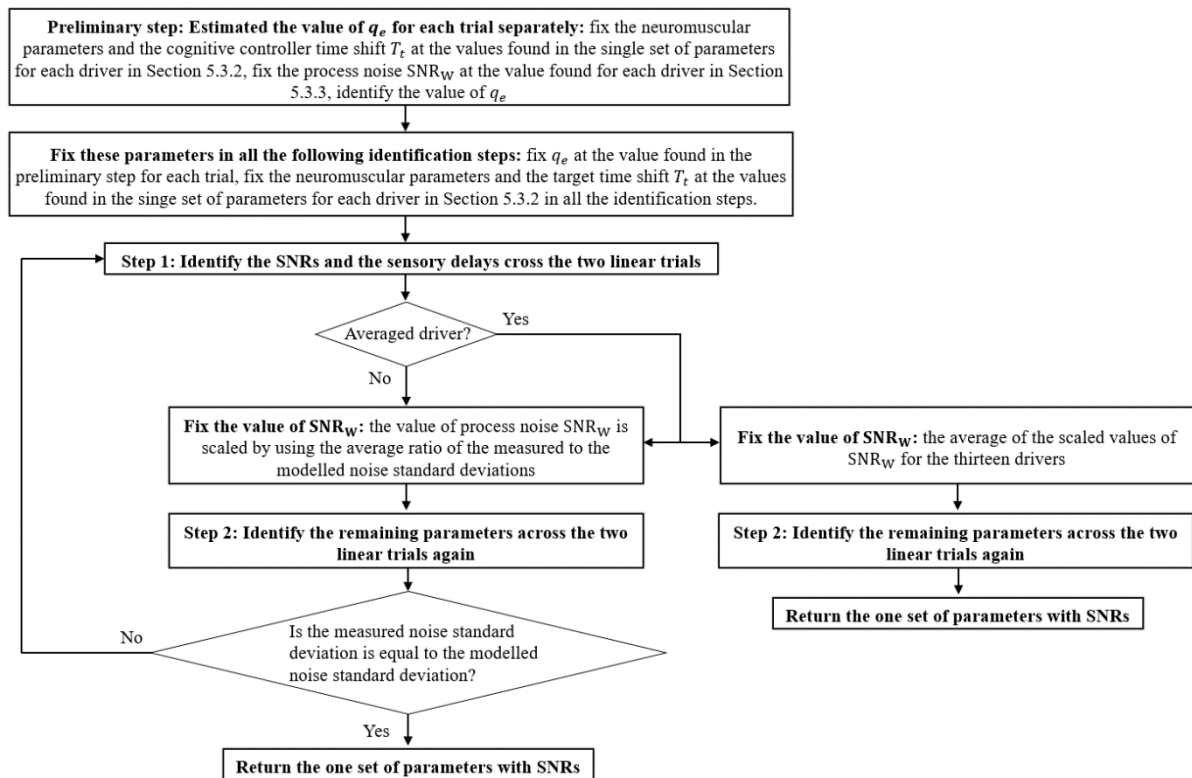 Preliminary step: Estimated the value of qₑ for each trial separately: fix the neuromuscular
parameters and the cognitive controller time shift Tₜ at the values found in the single set of parameters
for each driver in Section 5.3.2, fix the process noise SNR_W at the value found for each driver in Section
5.3.3, identify the value of qₑ
Fix these parameters in all the following identification steps: fix qₑ at the value found in the
preliminary step for each trial, fix the neuromuscular parameters and the target time shift Tₜ at the values
found in the singe set of parameters for each driver in Section 5.3.2 in all the identification steps.
Step 1: Identify the SNRs and the sensory delays cross the two linear trials
Averaged driver?
Yes
No
Fix the value of SNR_W: the value of process noise SNR_W is
scaled by using the average ratio of the measured to the
modelled noise standard deviations
Fix the value of SNR_W: the average of the scaled values of
SNR_W for the thirteen drivers
Step 2: Identify the remaining parameters across the two
linear trials again
Step 2: Identify the remaining parameters across the two
linear trials again
Return the one set of parameters with SNRs
No
Is the measured noise standard
deviation is equal to the modelled
noise standard deviation?
Yes
Return the one set of parameters with SNRs